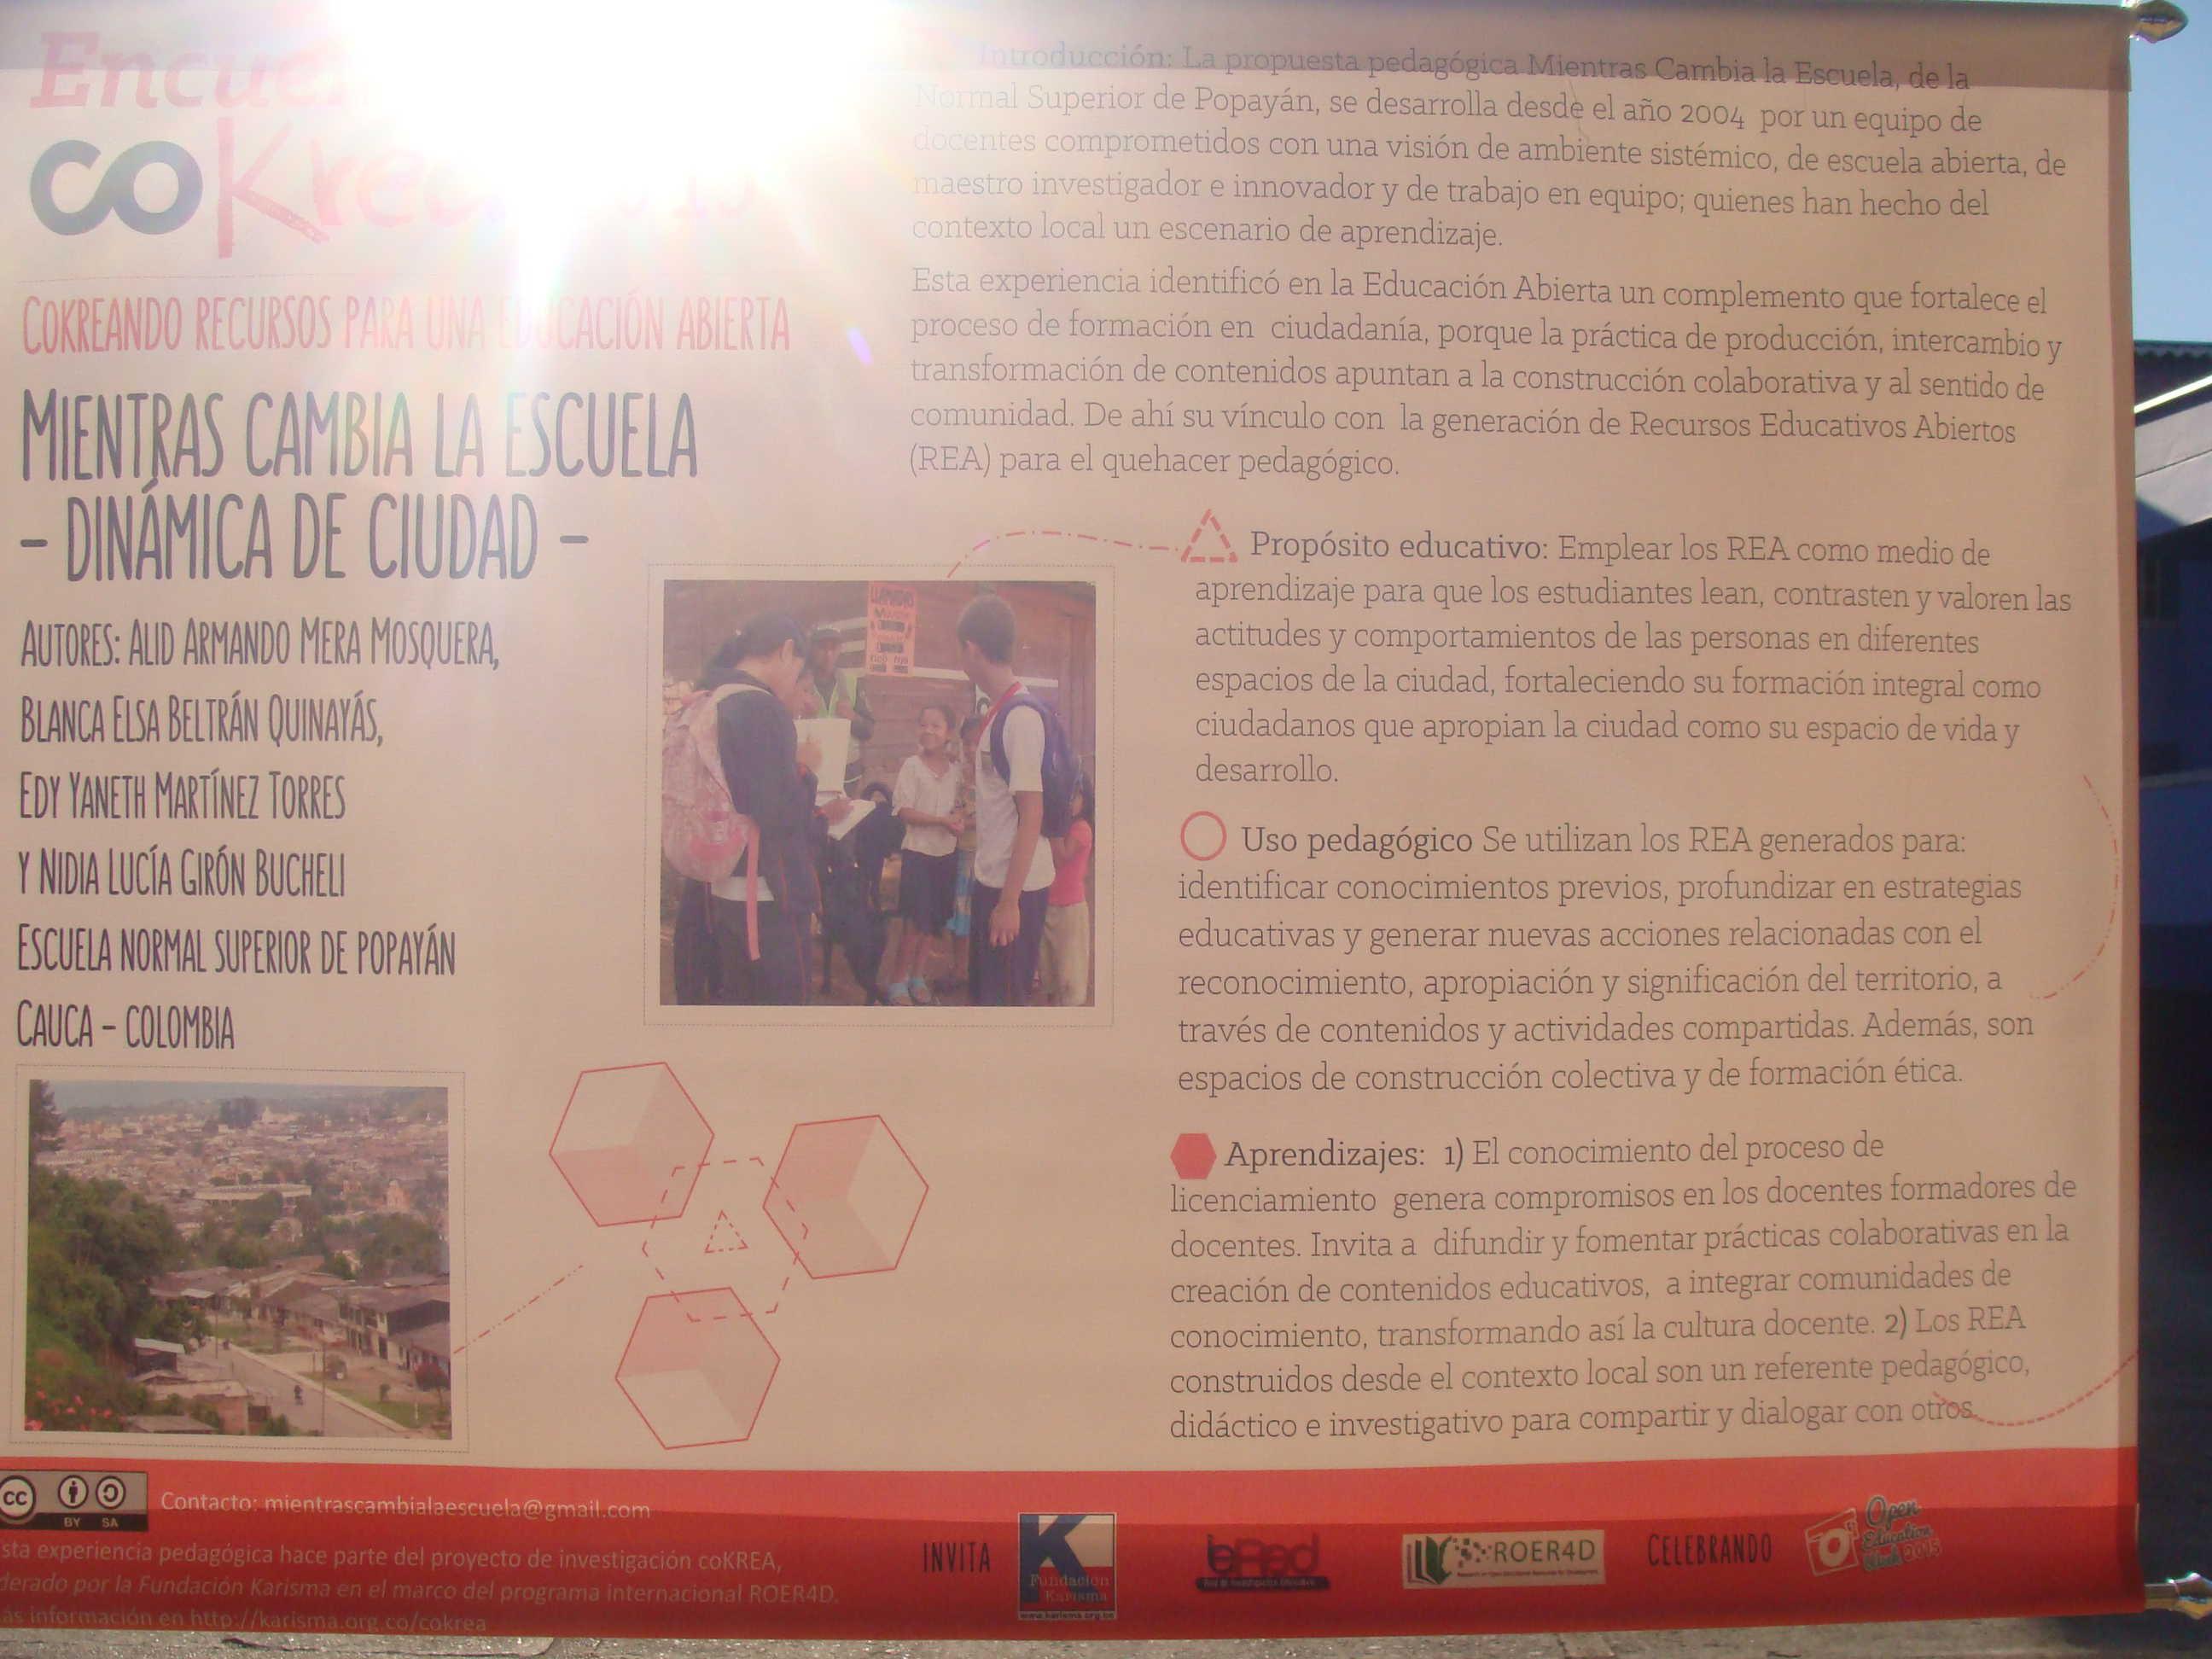 coKrea
COKREANDO RECURSOS PARA UNA EDUCACIÓN ABIERTA
MIENTRAS CAMBIA LA ESCUELA
- DINÁMICA DE CIUDAD -
AUTORES: ALID ARMANDO MERA MOSQUERA,
BLANCA ELSA BELTRÁN QUINAYÁS,
EDY YANETH MARTÍNEZ TORRES
Y NIDIA LUCÍA GIRÓN BUCHELI
ESCUELA NORMAL SUPERIOR DE POPAYÁN
CAUCA - COLOMBIA
Introducción: La propuesta pedagógica Mientras Cambia la Escuela, de la
Normal Superior de Popayán, se desarrolla desde el año 2004 por un equipo de
docentes comprometidos con una visión de ambiente sistémico, de escuela abierta, de
maestro investigador e innovador y de trabajo en equipo; quienes han hecho del
contexto local un escenario de aprendizaje.
Esta experiencia identificó en la Educación Abierta un complemento que fortalece el
proceso de formación en ciudadanía, porque la práctica de producción, intercambio y
transformación de contenidos apuntan a la construcción colaborativa y al sentido de
comunidad. De ahí su vínculo con la generación de Recursos Educativos Abiertos
(REA) para el quehacer pedagógico.
Propósito educativo: Emplear los REA como medio de
aprendizaje para que los estudiantes lean, contrasten y valoren las
actitudes y comportamientos de las personas en diferentes
espacios de la ciudad, fortaleciendo su formación integral como
ciudadanos que apropian la ciudad como su espacio de vida y
desarrollo.
Uso pedagógico Se utilizan los REA generados para:
identificar conocimientos previos, profundizar en estrategias
educativas y generar nuevas acciones relacionadas con el
reconocimiento, apropiación y significación del territorio, a
través de contenidos y actividades compartidas. Además, son
espacios de construcción colectiva y de formación ética.
Aprendizajes: 1) El conocimiento del proceso de
licenciamiento genera compromisos en los docentes formadores de
docentes. Invita a difundir y fomentar prácticas colaborativas en la
creación de contenidos educativos, a integrar comunidades de
conocimiento, transformando así la cultura docente. 2) Los REA
construidos desde el contexto local son un referente pedagógico,
didáctico e investigativo para compartir y dialogar con otros.
cc BY SA
Contacto: mientrascambialaescuela@gmail.com
sta experiencia pedagógica hace parte del proyecto de investigación coKREA,
derado por la Fundación Karisma en el marco del programa internacional ROER4D.
ás información en http://karisma.org.co/cokrea
INVITA
K
Fundación
Karisma
www.karisma.org.co
ROER4D
CELEBRANDO
Open
Education
Week 2015